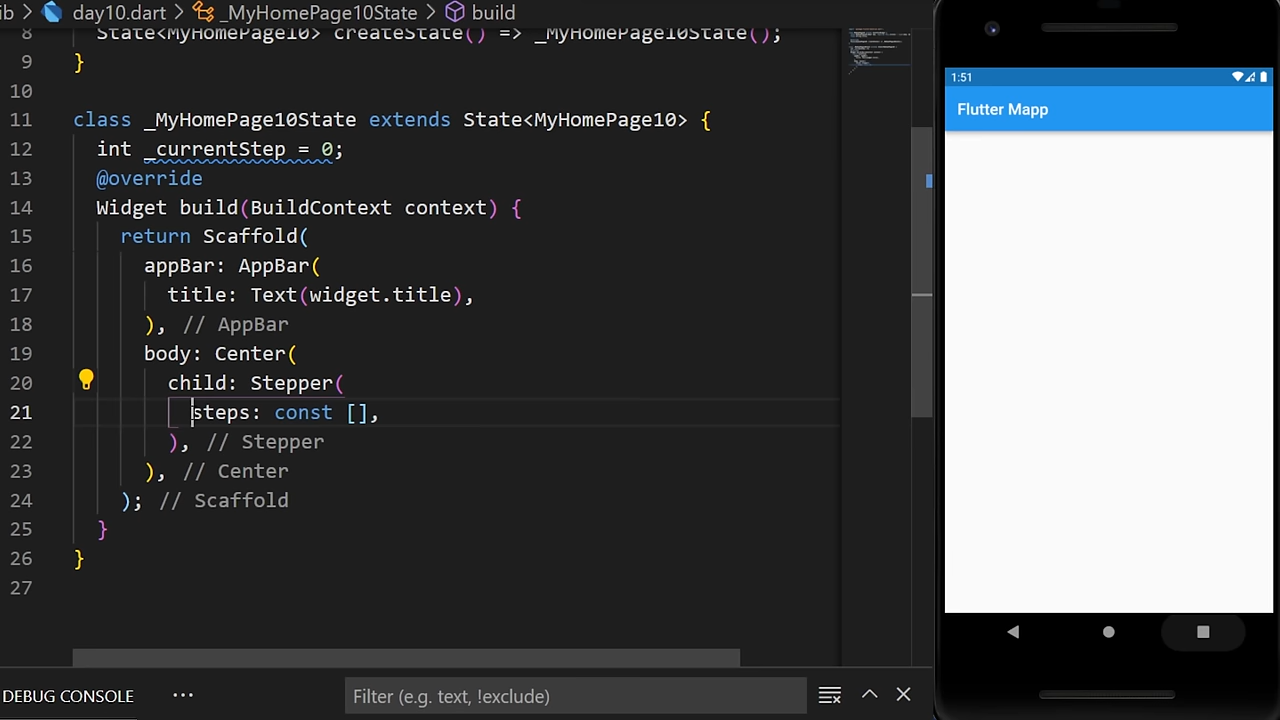 ib > day10.dart > _MyHomePage10State > build
8 State<MyHomePage10> createState() => _MyHomePage10State();
9 }
10
11 class _MyHomePage10State extends State<MyHomePage10> {
12 int _currentStep = 0;
13 @override
14 Widget build(BuildContext context) {
15 return Scaffold(
16 appBar: AppBar(
17 title: Text(widget.title),
18 ), // AppBar
19 body: Center(
20 child: Stepper(
21 steps: const [],
22 ), // Stepper
23 ), // Center
24 ); // Scaffold
25 }
26 }
27
DEBUG CONSOLE ··· Filter (e.g. text, !exclude)
1:51
Flutter Mapp